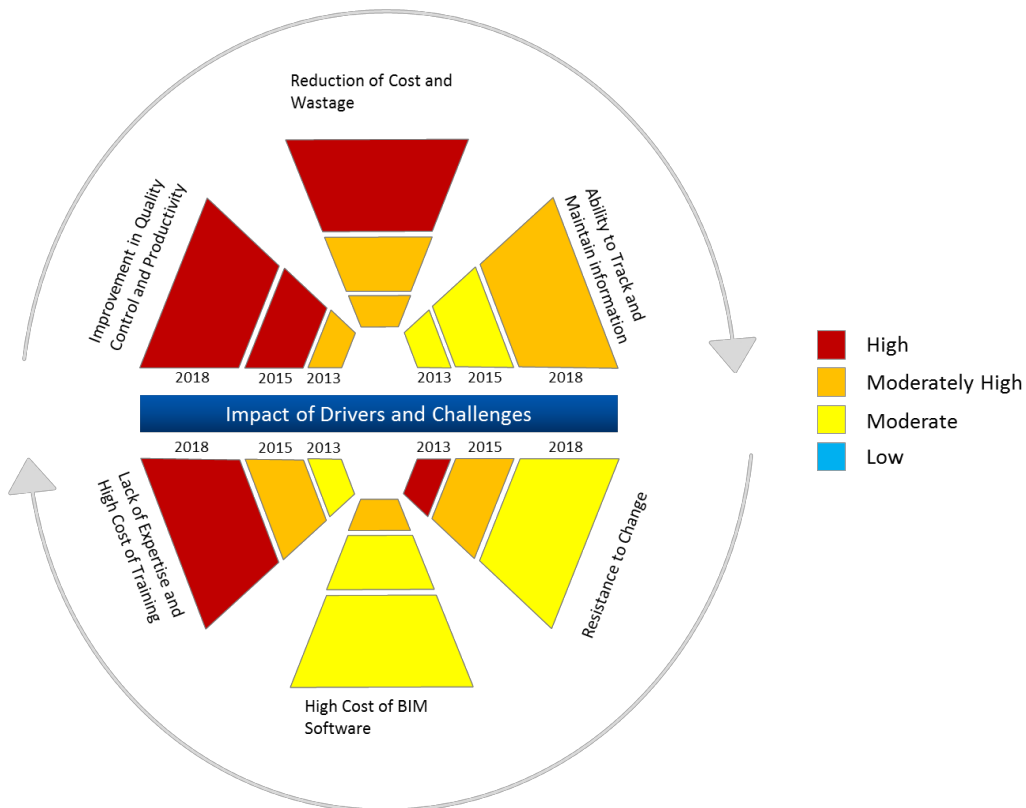 Reduction of Cost and
Wastage
Improvement in Quality
Control and Productivity
Ability to Track and
Maintain information
2018
2015
2013
2013
2015
2018
Impact of Drivers and Challenges
2018
2015
2013
2013
2015
2018
Lack of Expertise and
High Cost of Training
Resistance to Change
High Cost of BIM
Software
High
Moderately High
Moderate
Low